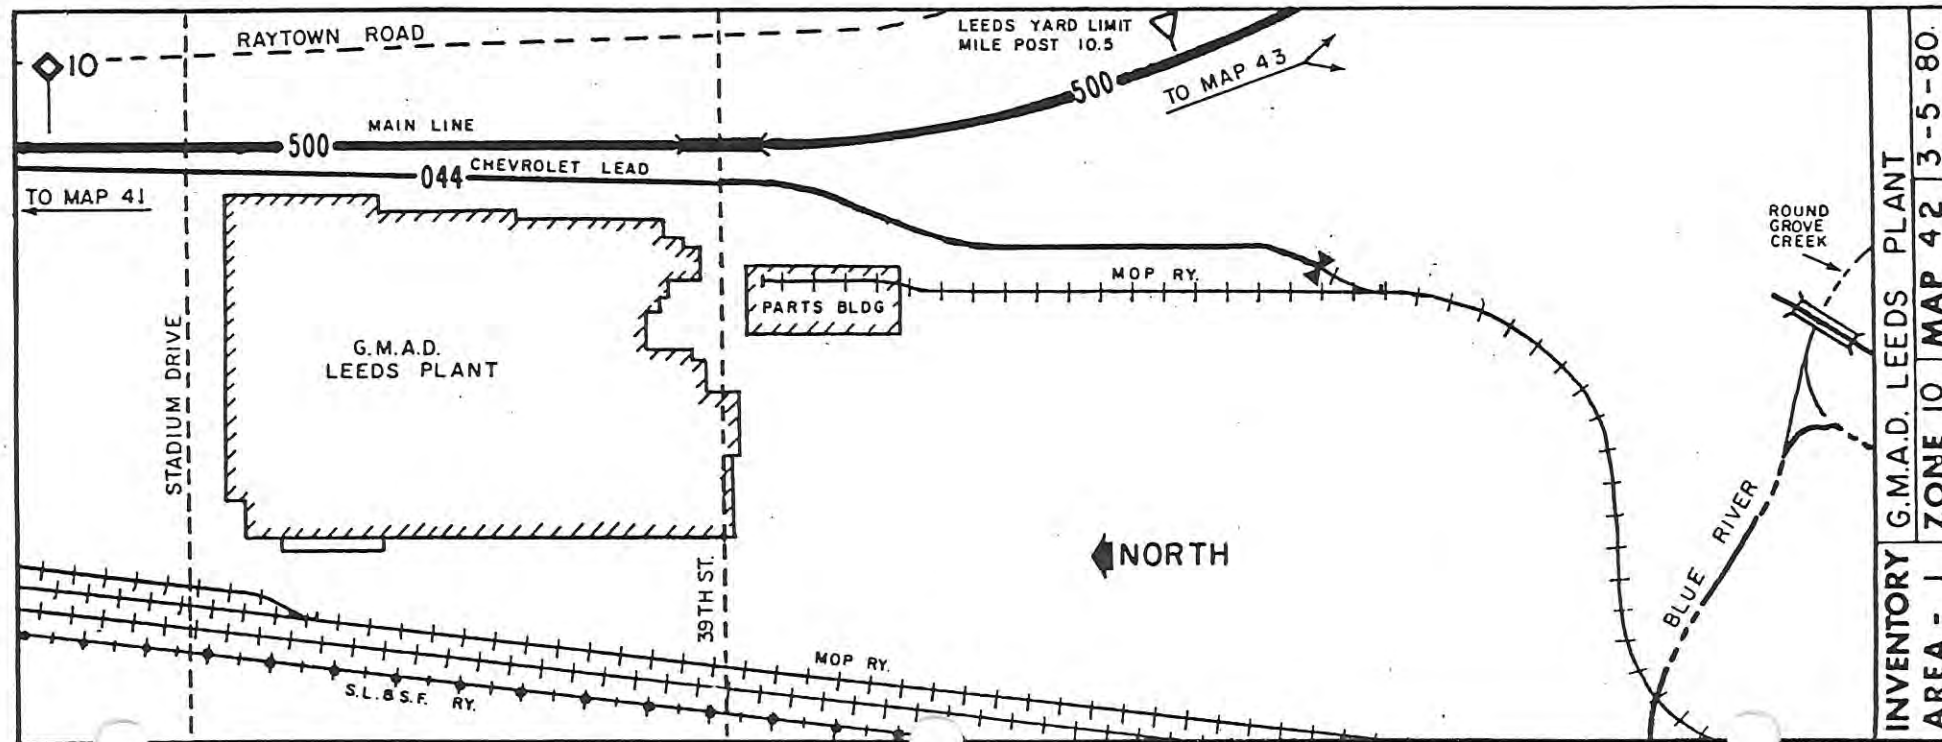 RAYTOWN ROAD
LEEDS YARD LIMIT
MILE POST 10.5
10
500
TO MAP 43
MAIN LINE
500
044
CHEVROLET LEAD
TO MAP 41
ROUND
GROVE
CREEK
MOP RY.
PARTS BLDG
G.M.A.D.
LEEDS PLANT
STADIUM DRIVE
NORTH
BLUE RIVER
39TH ST.
MOP RY.
S.L.&S.F. RY.
G.M.A.D. LEEDS PLANT
INVENTORY
AREA - 1
ZONE 10
MAP 42
3-5-80.